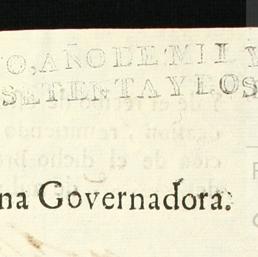 O, AÑO DE MIL Y
SETENTA Y DOS
na Governadora.